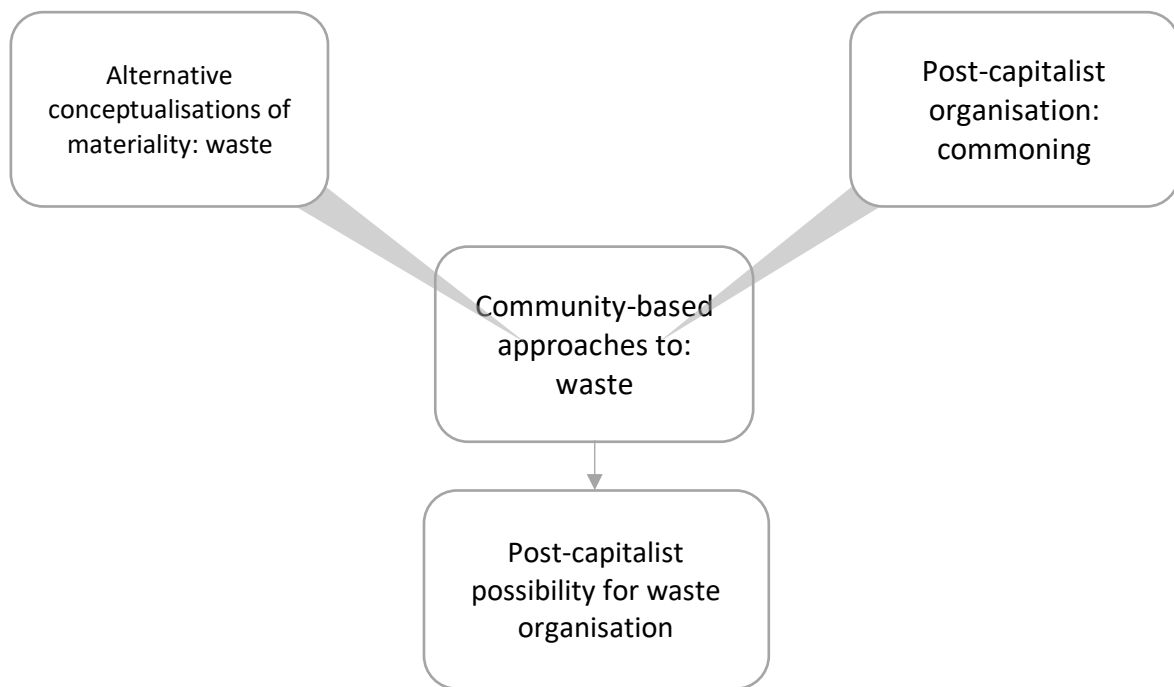 Alternative
conceptualisations of
materiality: waste
Post-capitalist
organisation:
commoning
Community-based
approaches to:
waste
Post-capitalist
possibility for waste
organisation